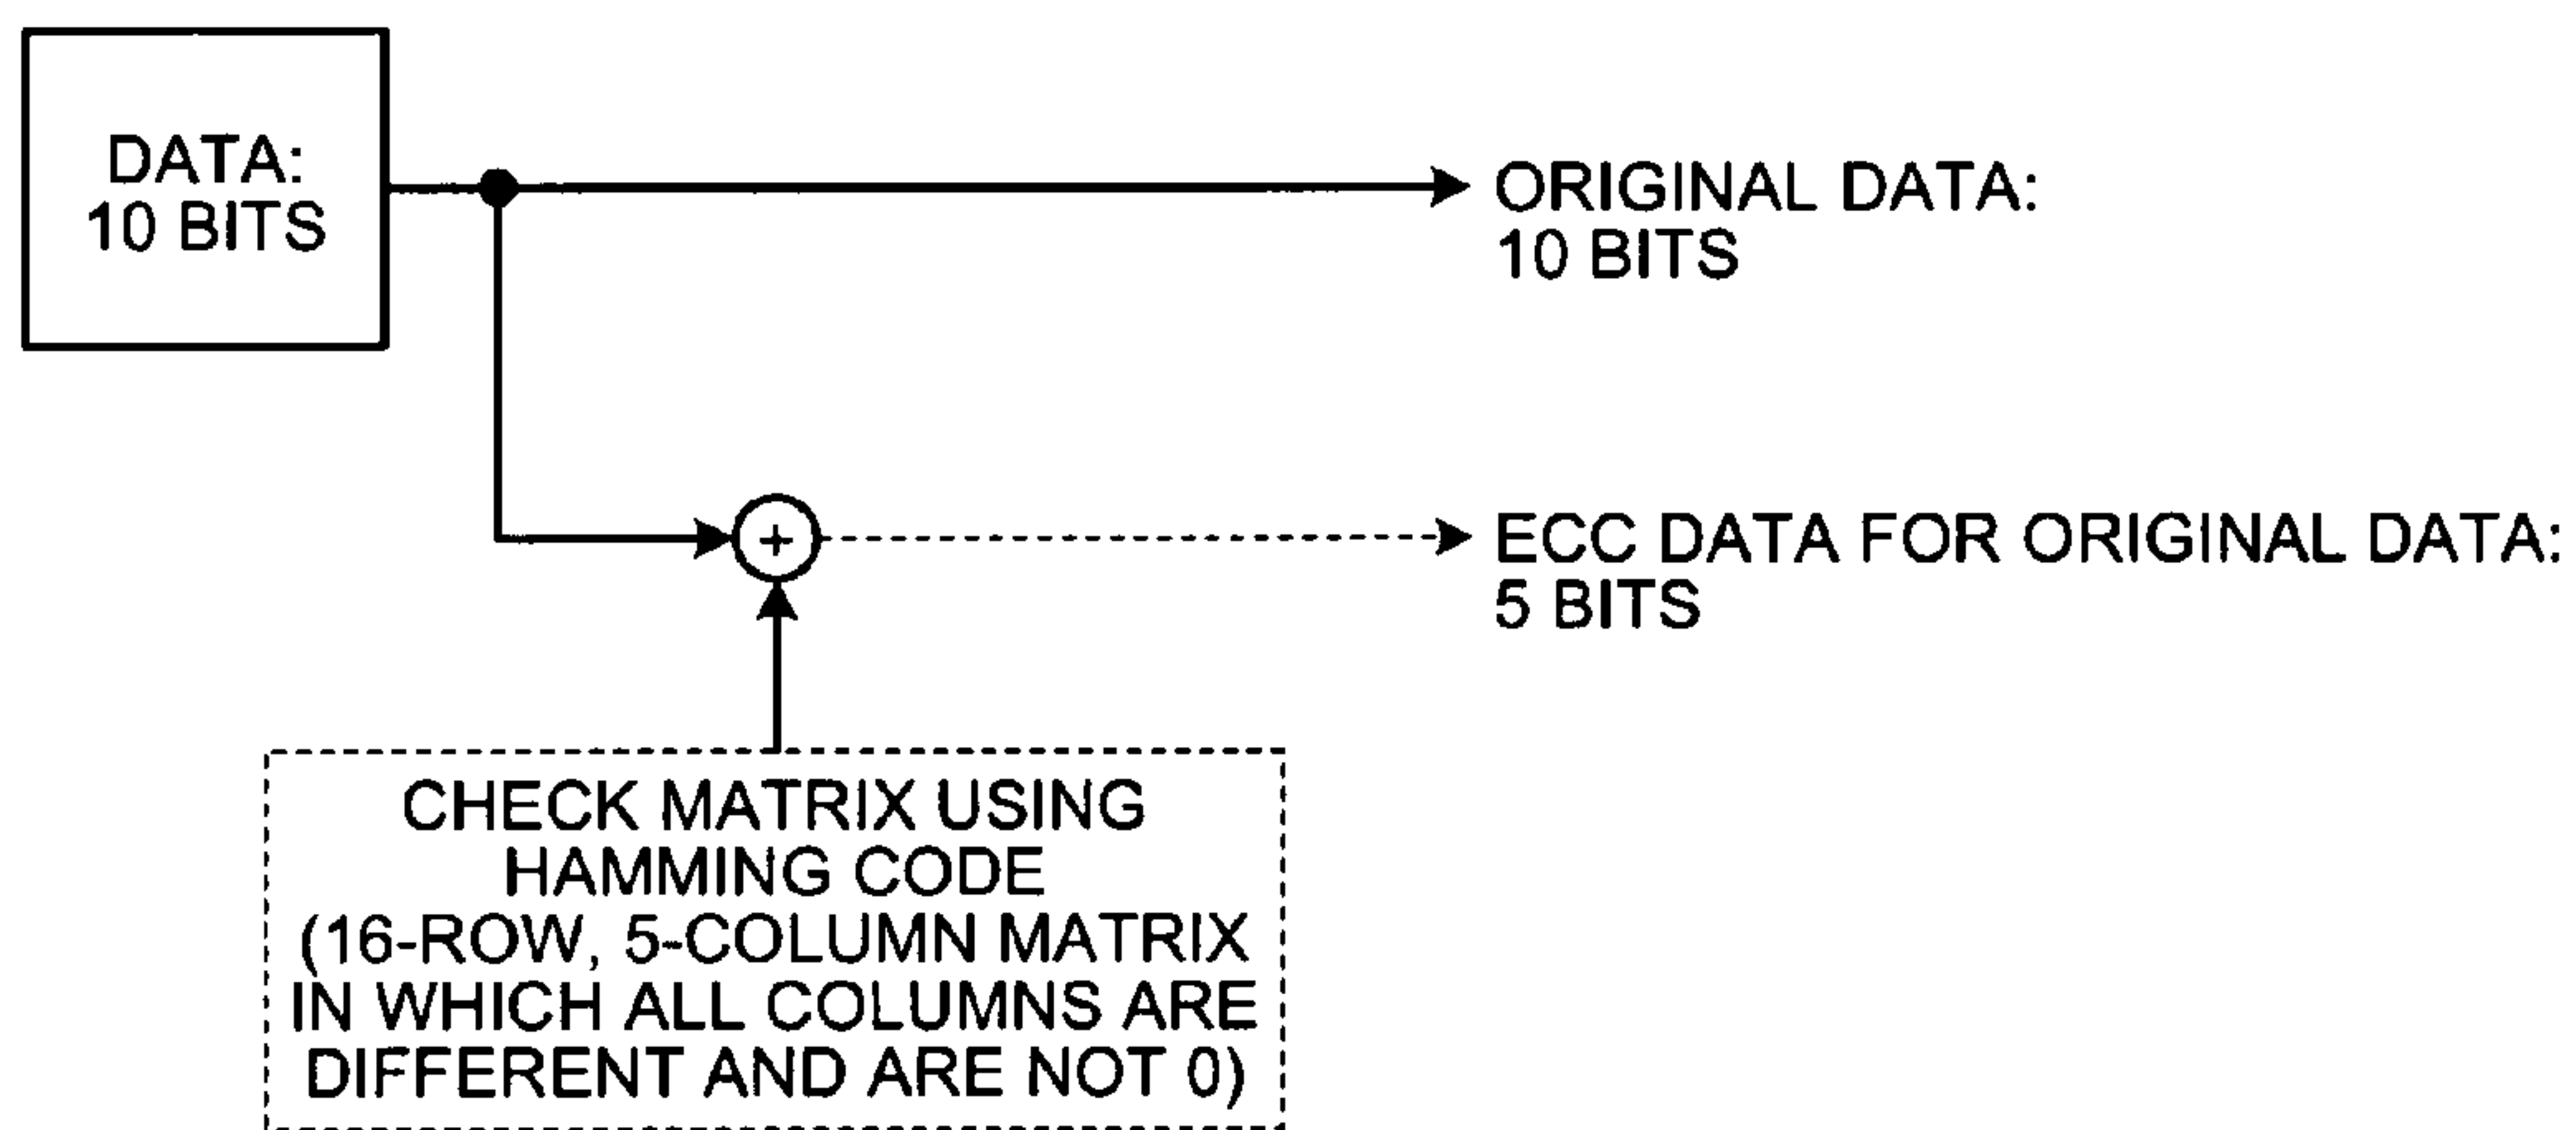 DATA:
10 BITS
ORIGINAL DATA:
10 BITS
+
ECC DATA FOR ORIGINAL DATA:
5 BITS
CHECK MATRIX USING
HAMMING CODE
(16-ROW, 5-COLUMN MATRIX
IN WHICH ALL COLUMNS ARE
DIFFERENT AND ARE NOT 0)